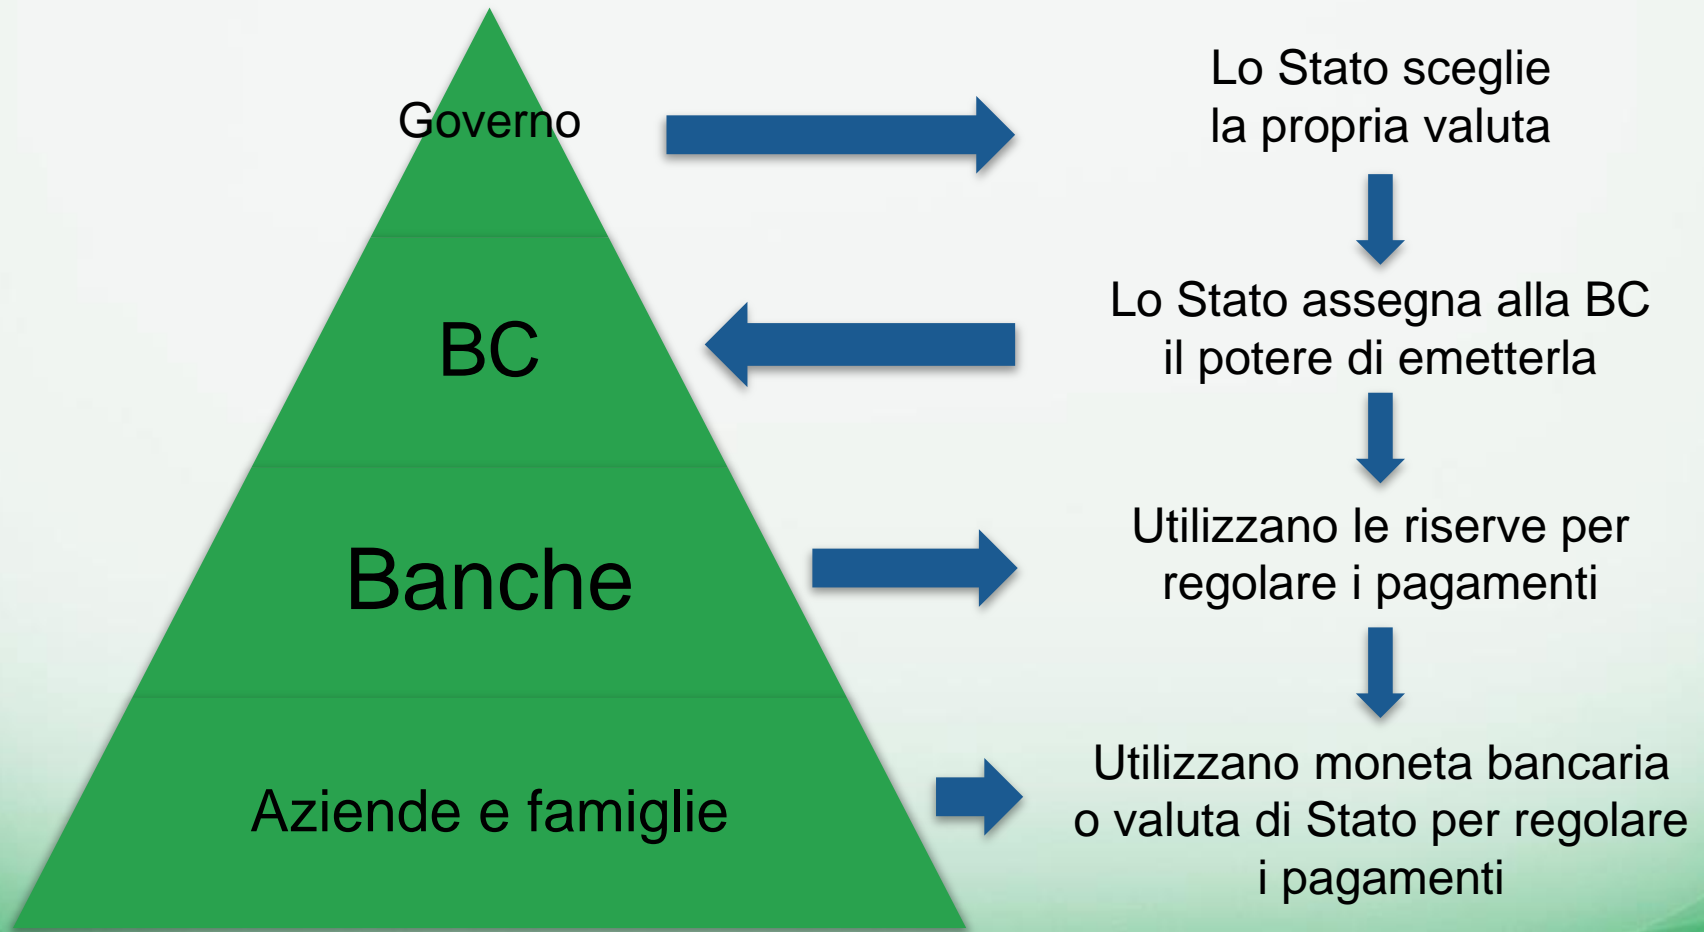 Governo
Lo Stato sceglie
la propria valuta
BC
Lo Stato assegna alla BC
il potere di emetterla
Banche
Utilizzano le riserve per
regolare i pagamenti
Aziende e famiglie
Utilizzano moneta bancaria
o valuta di Stato per regolare
i pagamenti